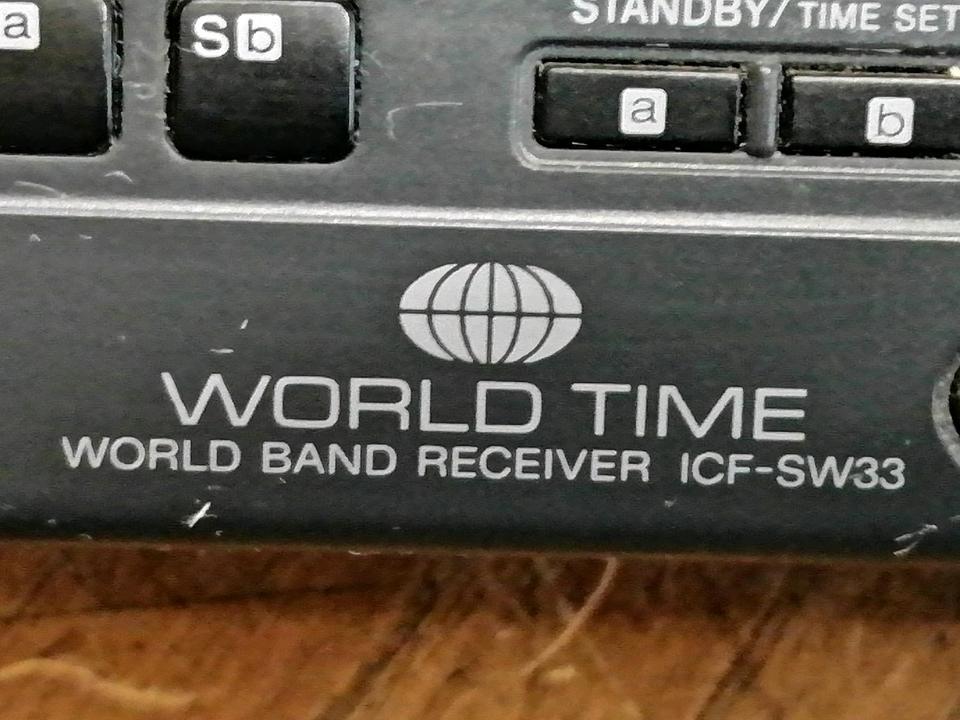 STANDBY/TIME SET
a
Sb
a
b
WORLD TIME
WORLD BAND RECEIVER ICF-SW33